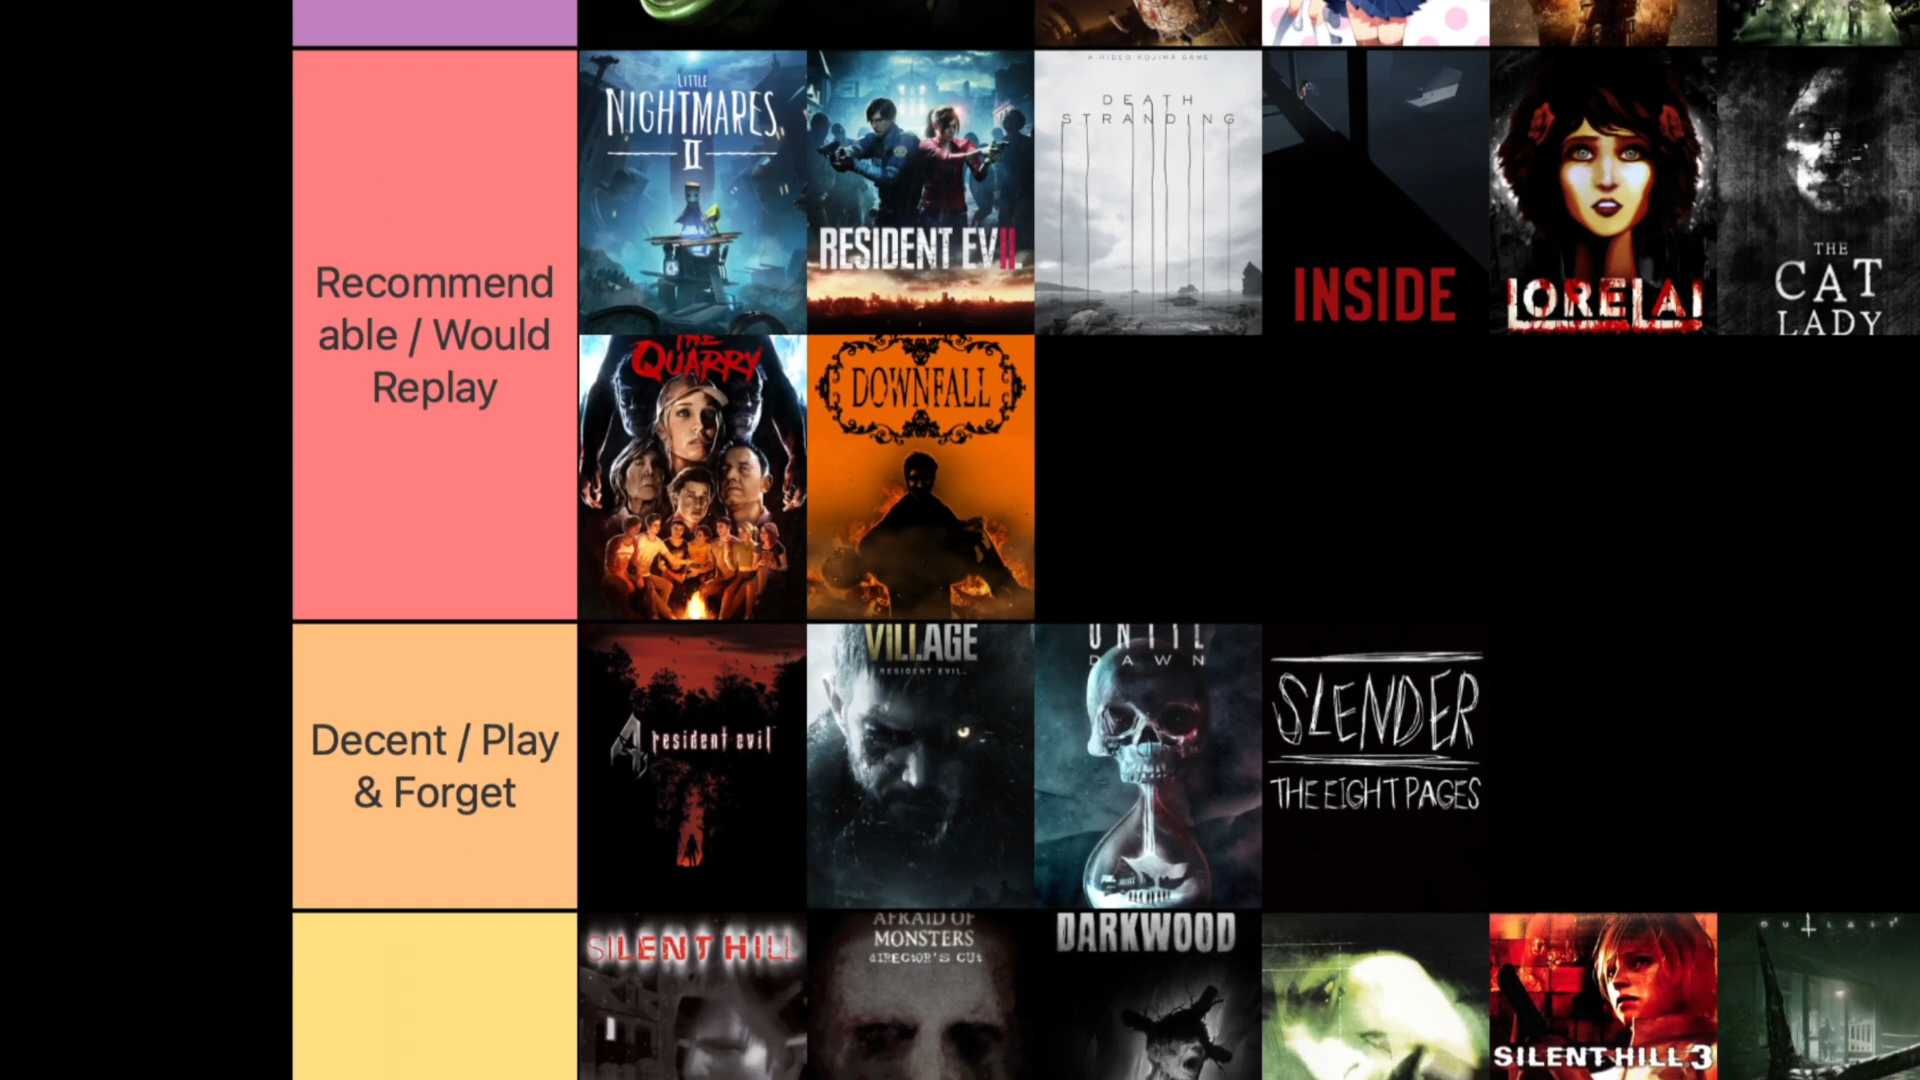 LITTLE
NIGHTMARES
II
RESIDENT EVII.
A HIDEO KOJIMA GAME
DEATH
STRANDING
INSIDE
LORELAI
THE
CAT
LADY
Recommend
able / Would
Replay
THE
QUARRY
DOWNFALL
Decent / Play
& Forget
4 resident evil
VILLAGE
RESIDENT EVIL.
UNTIL
DAWN
SLENDER
THE EIGHT PAGES
SILENT HILL
AFRAID OF
MONSTERS
diRECtOR'S CUt
DARKWOOD
SILENT HILL 3
OUTLAST